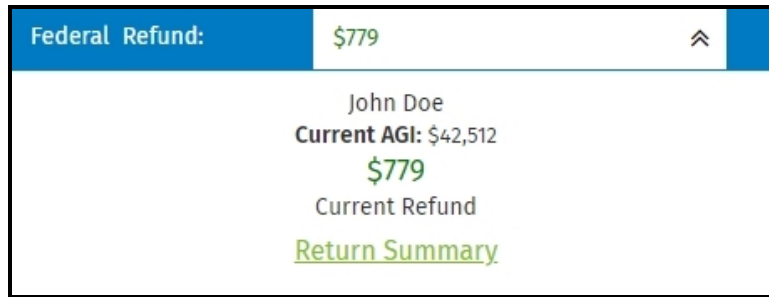 Federal Refund: $779
John Doe
Current AGI: $42,512
$779
Current Refund
Return Summary